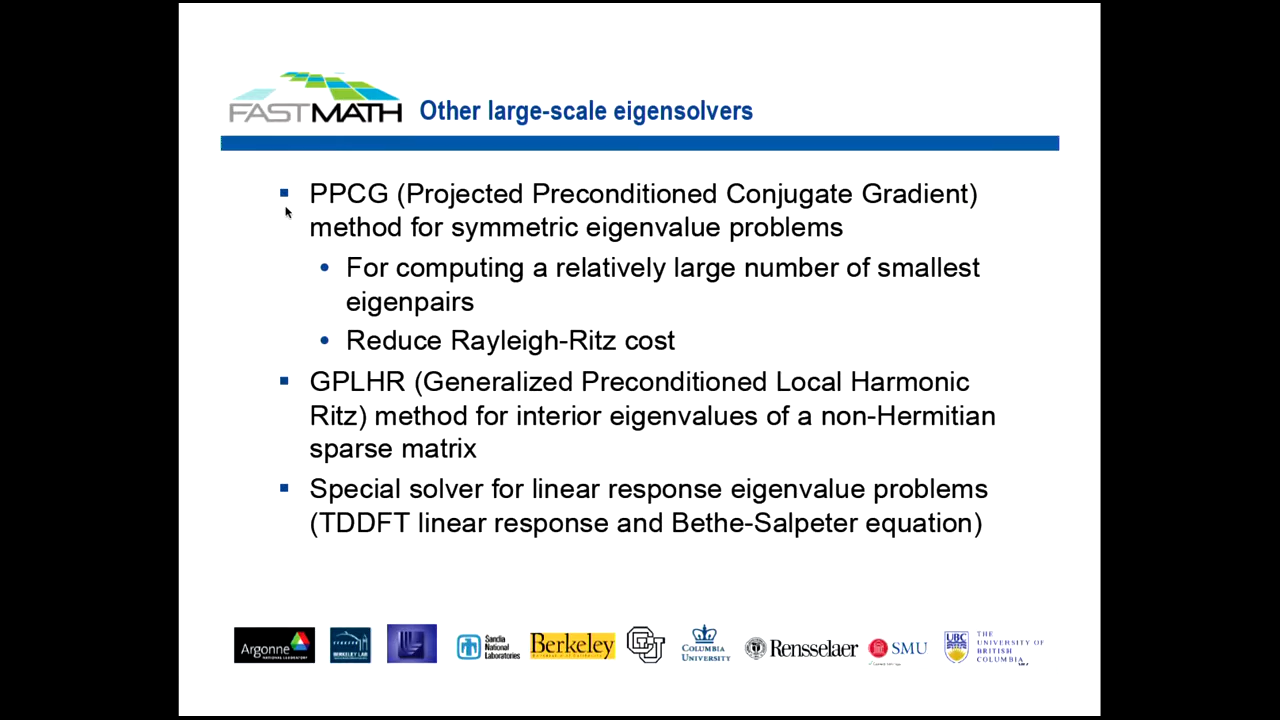 FASTMATH Other large-scale eigensolvers
PPCG (Projected Preconditioned Conjugate Gradient)
method for symmetric eigenvalue problems
For computing a relatively large number of smallest
eigenpairs
Reduce Rayleigh-Ritz cost
GPLHR (Generalized Preconditioned Local Harmonic
Ritz) method for interior eigenvalues of a non-Hermitian
sparse matrix
Special solver for linear response eigenvalue problems
(TDDFT linear response and Bethe-Salpeter equation)
Argonne
NATIONAL LABORATORY
BERKELEY LAB
Sandia
National
Laboratories
Berkeley
COLUMBIA
UNIVERSITY
Rensselaer
SMU
UBC
THE
UNIVERSITY OF
BRITISH
COLUMBIA